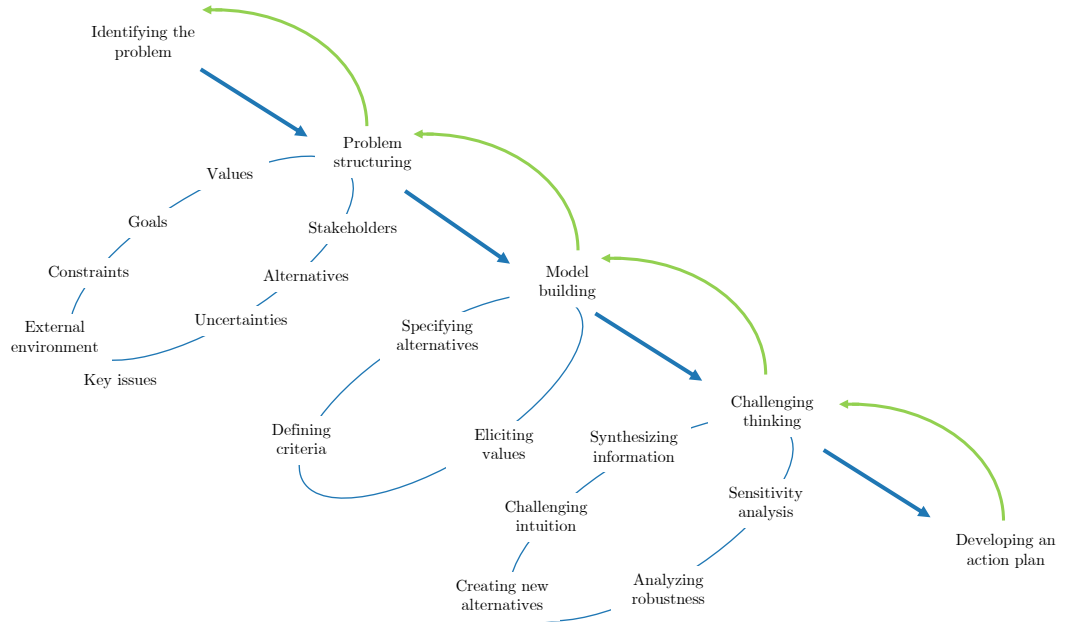 Identifying the
problem
Problem
structuring
Values
Goals
Constraints
External
environment
Key issues
Uncertainties
Alternatives
Stakeholders
Model
building
Specifying
alternatives
Defining
criteria
Eliciting
values
Challenging
thinking
Synthesizing
information
Challenging
intuition
Creating new
alternatives
Analyzing
robustness
Sensitivity
analysis
Developing an
action plan